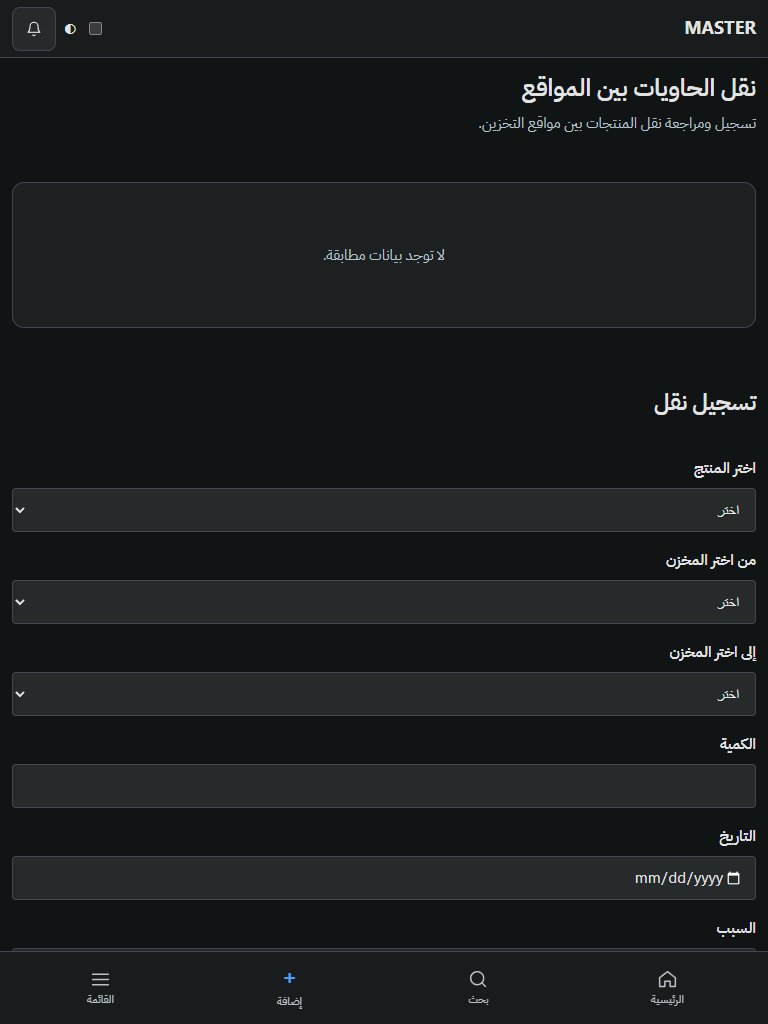 MASTER
نقل الحاويات بين المواقع
تسجيل ومراجعة نقل المنتجات بين مواقع التخزين.
لا توجد بيانات مطابقة.
تسجيل نقل
اختر المنتج
اختر
من اختر المخزن
اختر
إلى اختر المخزن
اختر
الكمية
التاريخ
mm/dd/yyyy
السبب
الرئيسية
بحث
إضافة
القائمة